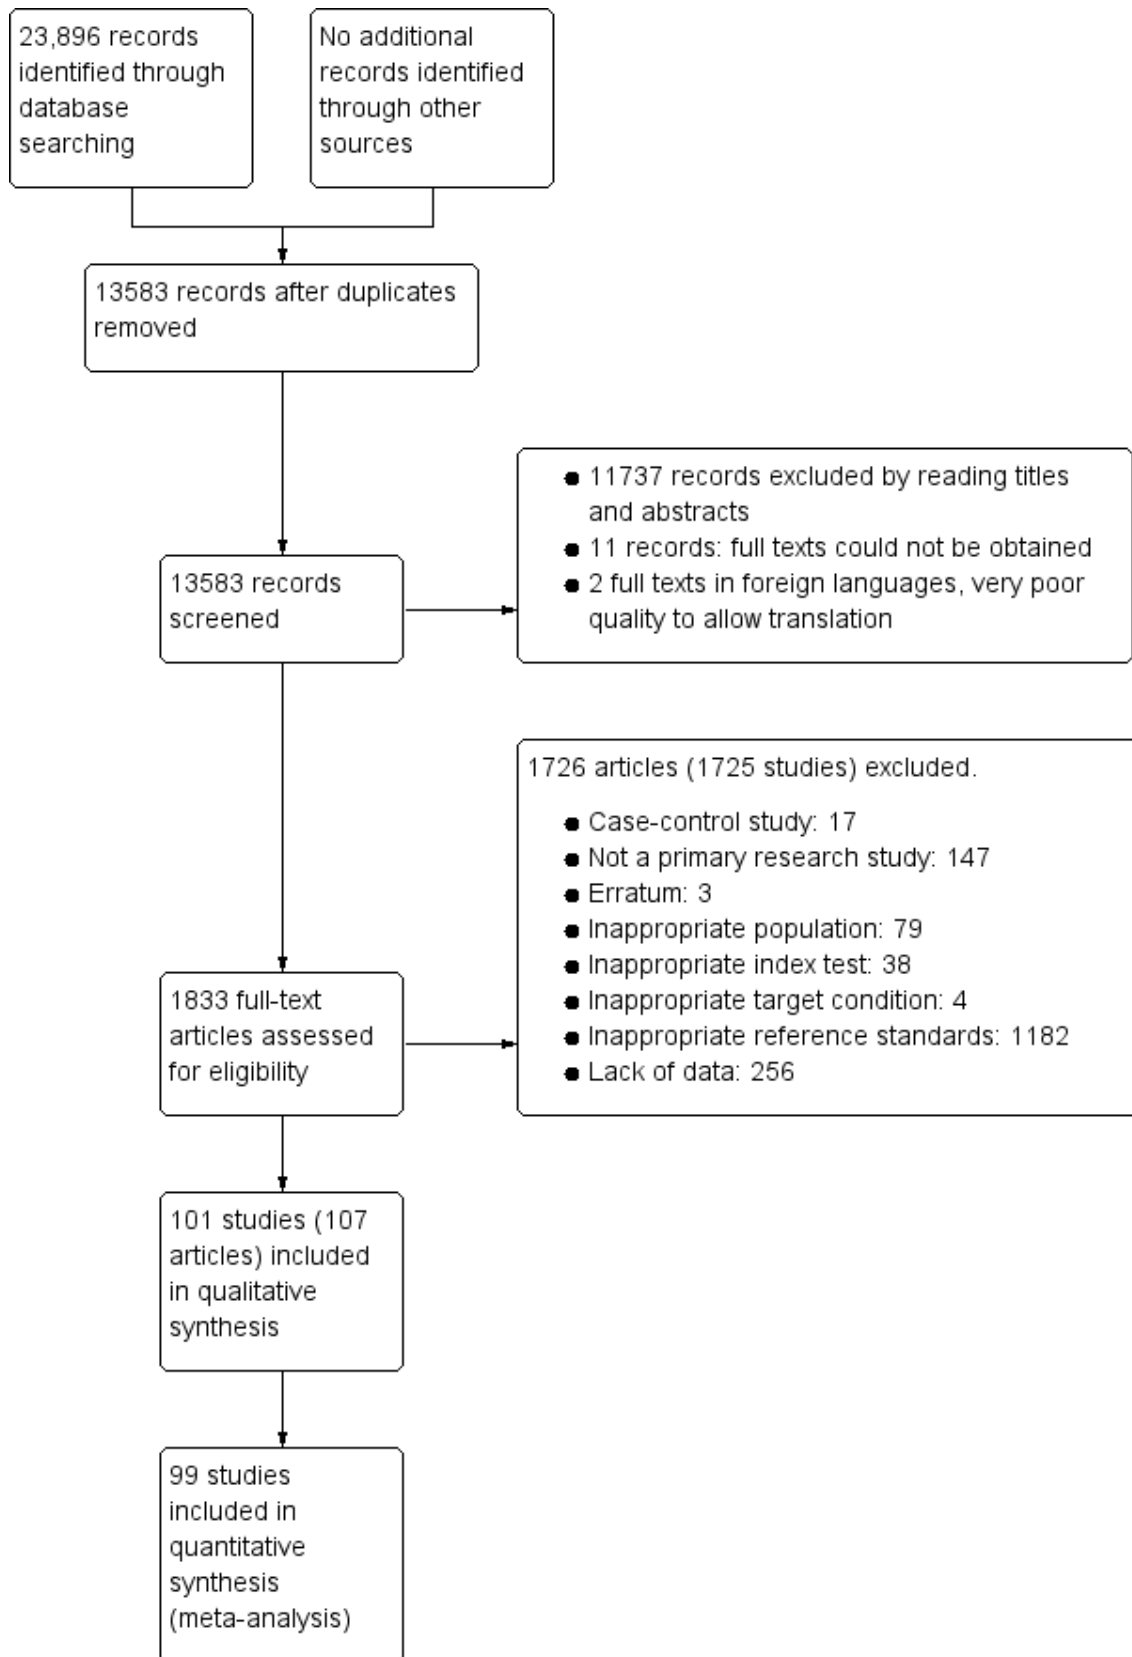 23,896 records
identified through
database
searching
No additional
records identified
through other
sources
13583 records after duplicates
removed
13583 records
screened
● 11737 records excluded by reading titles
and abstracts
● 11 records: full texts could not be obtained
● 2 full texts in foreign languages, very poor
quality to allow translation
1833 full-text
articles assessed
for eligibility
1726 articles (1725 studies) excluded.
● Case-control study: 17
● Not a primary research study: 147
● Erratum: 3
● Inappropriate population: 79
● Inappropriate index test: 38
● Inappropriate target condition: 4
● Inappropriate reference standards: 1182
● Lack of data: 256
101 studies (107
articles) included
in qualitative
synthesis
99 studies
included in
quantitative
synthesis
(meta-analysis)